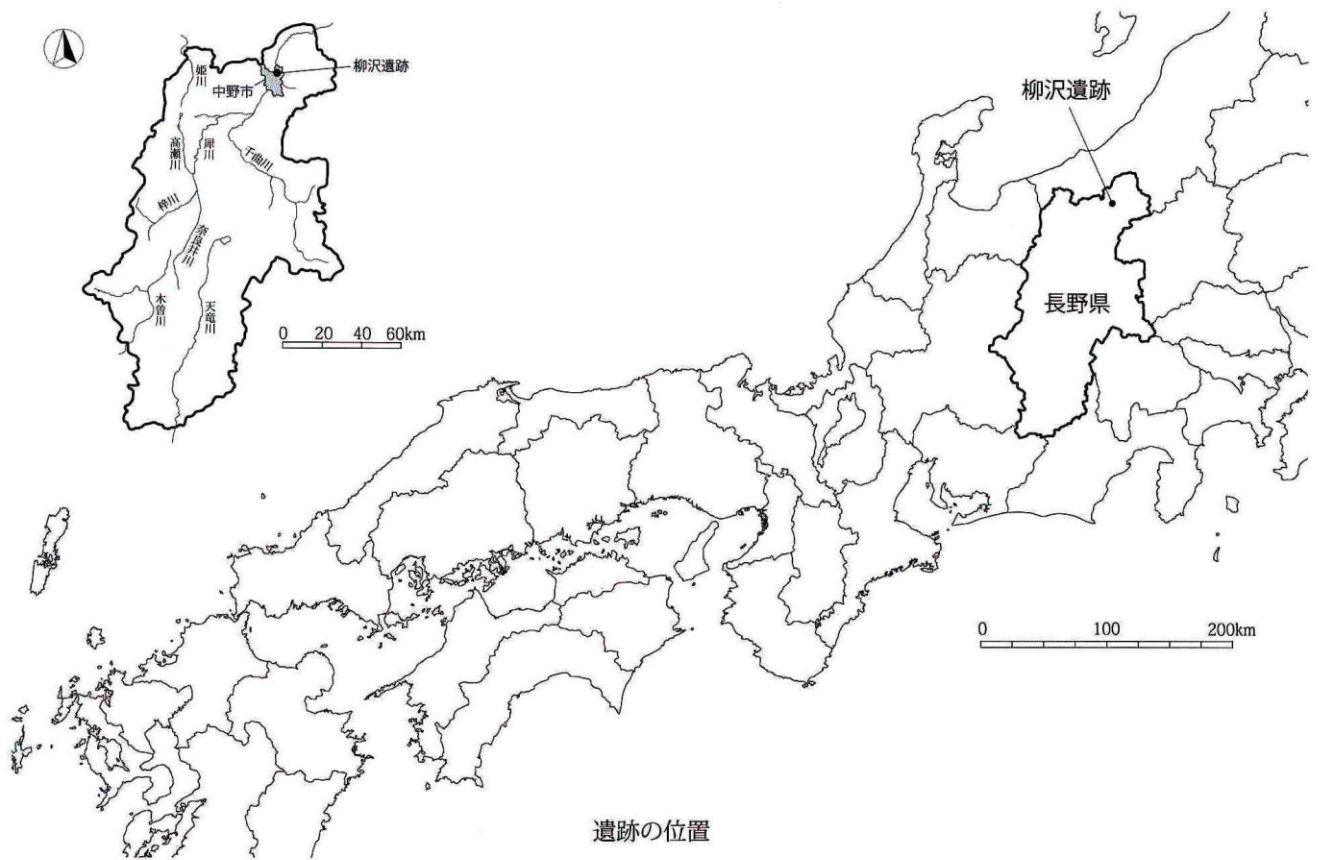 柳沢遺跡
中野市
姫川
高瀬川
犀川
千曲川
梓川
奈良井川
木曽川
天竜川
0 20 40 60km
柳沢遺跡
長野県
0 100 200km
遺跡の位置